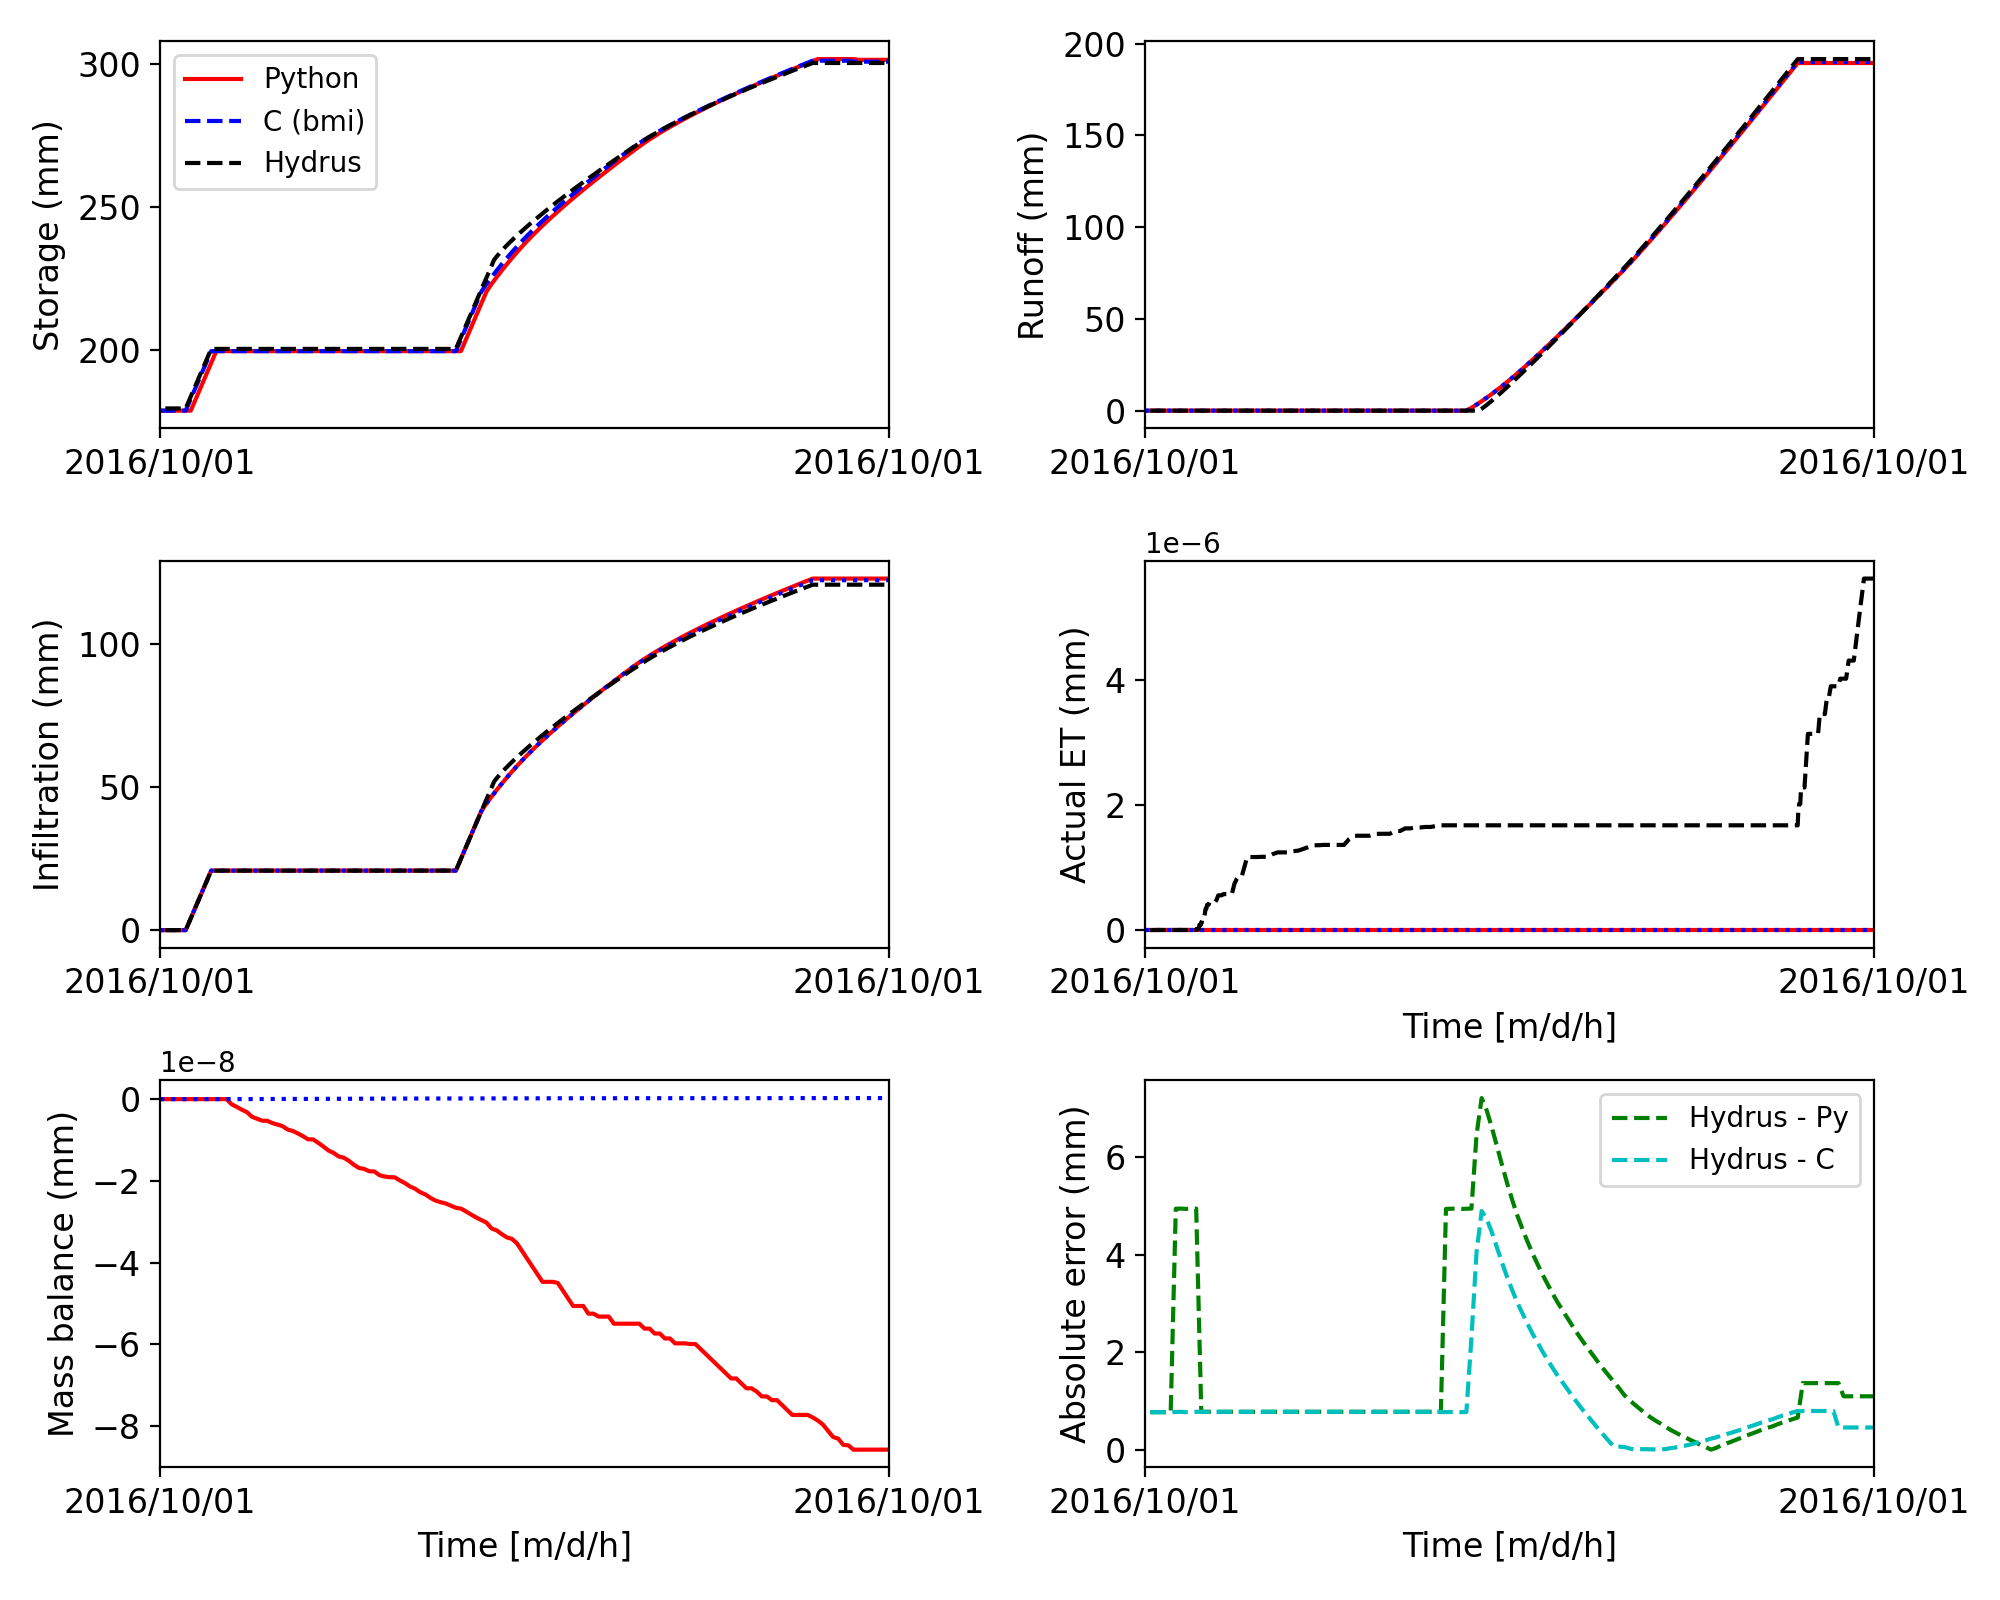 Storage (mm)
300
250
200
Python
C (bmi)
Hydrus
2016/10/01
2016/10/01
Runoff (mm)
200
150
100
50
0
2016/10/01
2016/10/01
Infiltration (mm)
100
50
0
2016/10/01
2016/10/01
1e−6
Actual ET (mm)
4
2
0
2016/10/01
2016/10/01
Time [m/d/h]
1e−8
Mass balance (mm)
0
−2
−4
−6
−8
2016/10/01
2016/10/01
Time [m/d/h]
Absolute error (mm)
6
4
2
0
Hydrus - Py
Hydrus - C
2016/10/01
2016/10/01
Time [m/d/h]